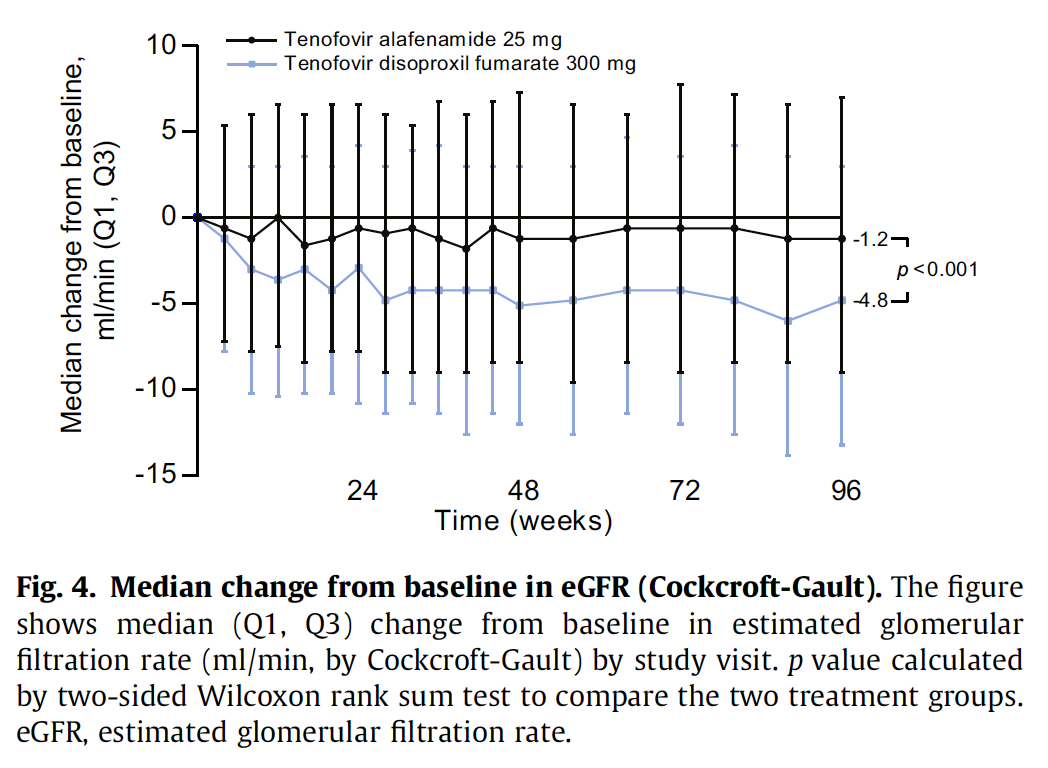 Tenofovir alafenamide 25 mg
Tenofovir disoproxil fumarate 300 mg
Median change from baseline,
ml/min (Q1, Q3)
10
5
0
-5
-10
-15
-1.2
p <0.001
-4.8
24
48
72
96
Time (weeks)
Fig. 4. Median change from baseline in eGFR (Cockcroft-Gault). The figure
shows median (Q1, Q3) change from baseline in estimated glomerular
filtration rate (ml/min, by Cockcroft-Gault) by study visit. p value calculated
by two-sided Wilcoxon rank sum test to compare the two treatment groups.
eGFR, estimated glomerular filtration rate.